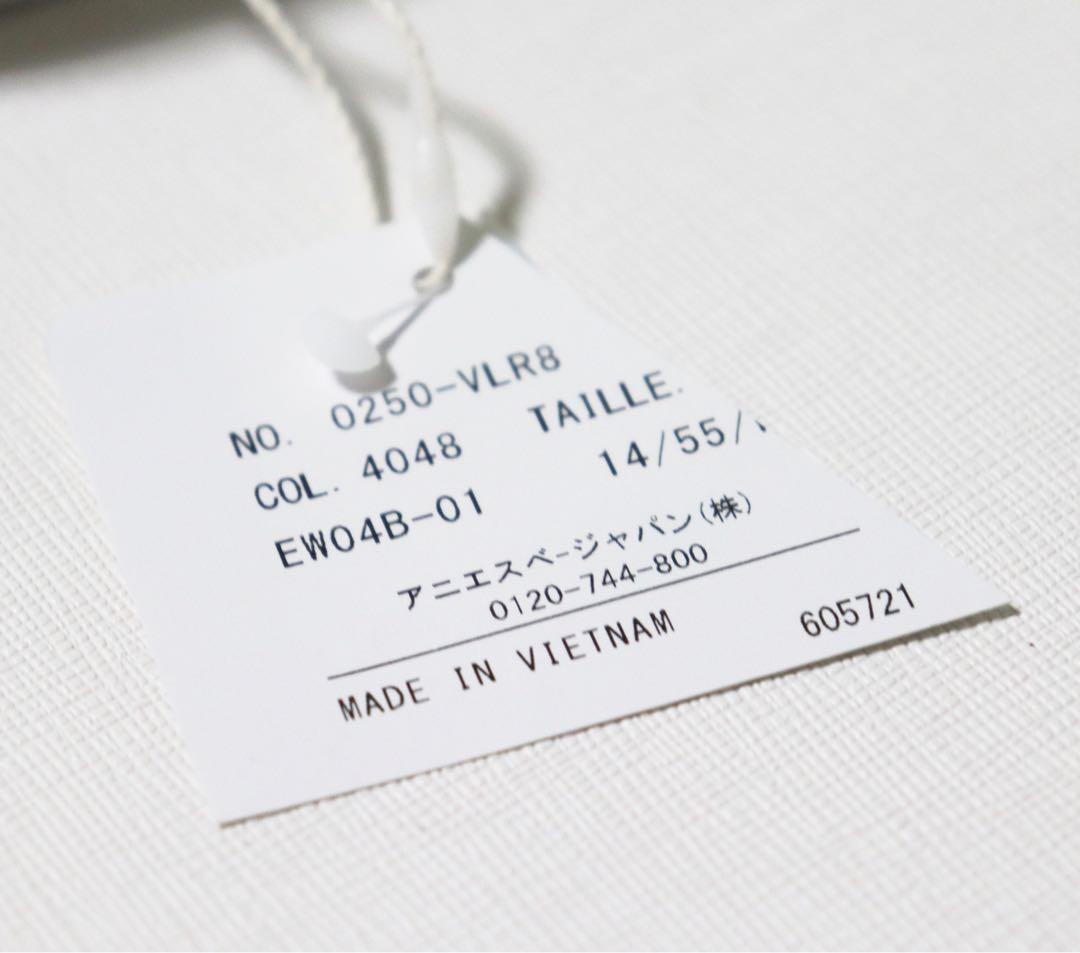 NO. 0250-VLR8
COL. 4048 TAILLE.
EW04B-01 14/55/
アニエスベージャパン(株)
0120-744-800
MADE IN VIETNAM 605721